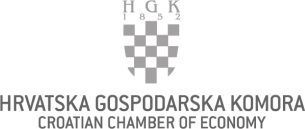 HGK
1852
HRVATSKA GOSPODARSKA KOMORA
CROATIAN CHAMBER OF ECONOMY